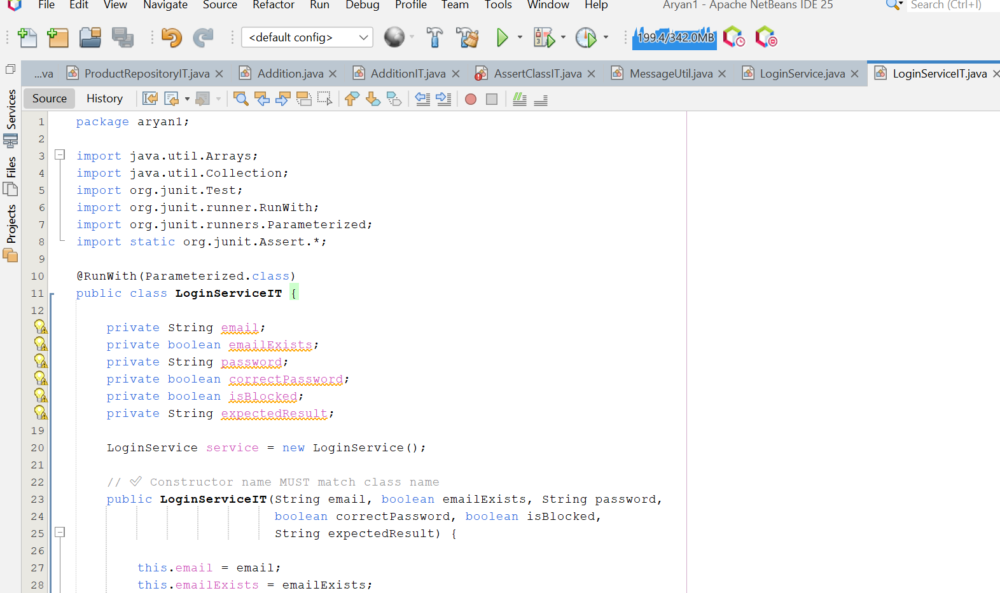 File Edit View Navigate Source Refactor Run Debug Profile Team Tools Window Help Aryan1 - Apache NetBeans IDE 25 Search (Ctrl+I)
<default config> 199.4/342.0MB
...va ProductRepositoryIT.java Addition.java AdditionIT.java AssertClassIT.java MessageUtil.java LoginService.java LoginServiceIT.java
Source History
Services
Files
Projects
1 package aryan1;
2
3 import java.util.Arrays;
4 import java.util.Collection;
5 import org.junit.Test;
6 import org.junit.runner.RunWith;
7 import org.junit.runners.Parameterized;
8 import static org.junit.Assert.*;
9
10 @RunWith(Parameterized.class)
11 public class LoginServiceIT {
12
private String email;
private boolean emailExists;
private String password;
private boolean correctPassword;
private boolean isBlocked;
private String expectedResult;
19
20 LoginService service = new LoginService();
21
22 // ✅ Constructor name MUST match class name
23 public LoginServiceIT(String email, boolean emailExists, String password,
24 boolean correctPassword, boolean isBlocked,
25 String expectedResult) {
26
27 this.email = email;
28 this.emailExists = emailExists;